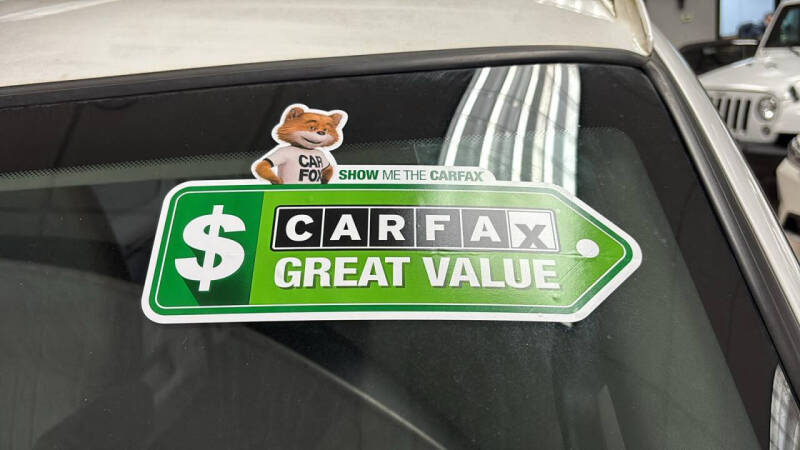 CAR
FOX
SHOW ME THE CARFAX
$ CARFAX
GREAT VALUE